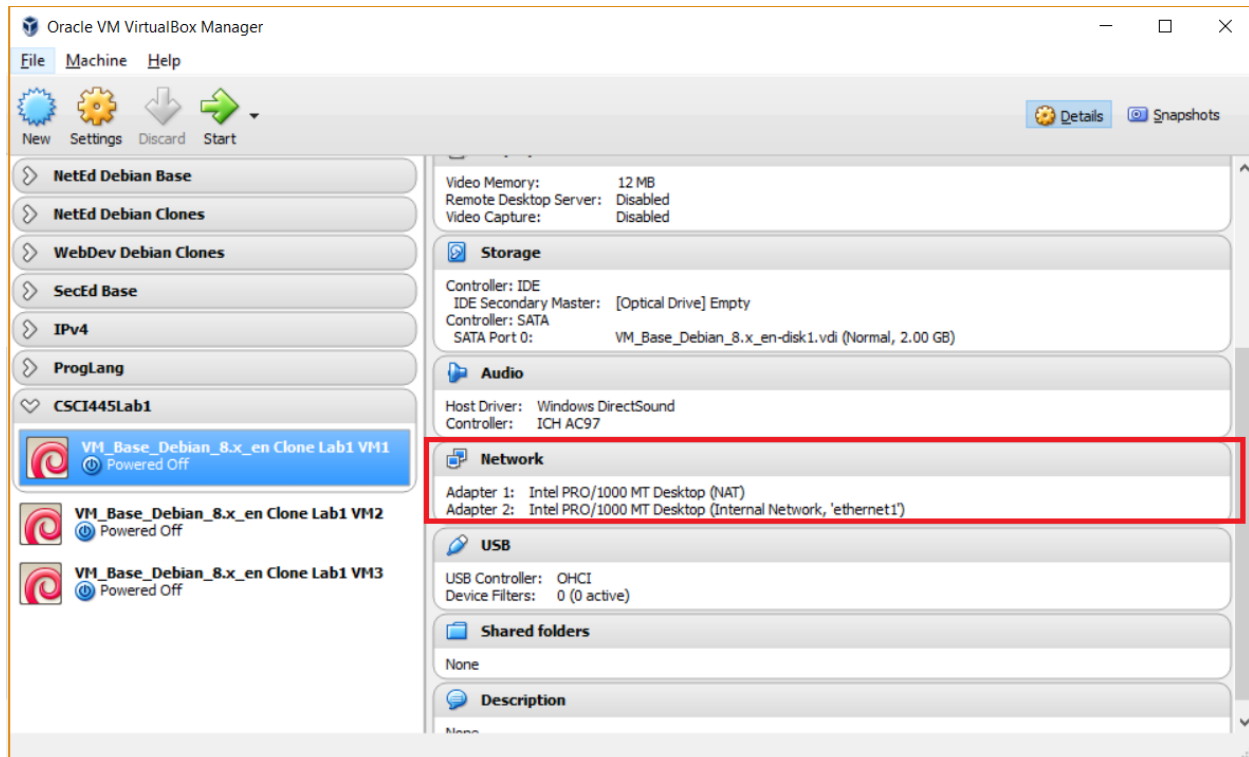 Oracle VM VirtualBox Manager
File Machine Help
New Settings Discard Start
Details Snapshots
NetEd Debian Base
NetEd Debian Clones
WebDev Debian Clones
SecEd Base
IPv4
ProgLang
CSCI445Lab1
VM_Base_Debian_8.x_en Clone Lab1 VM1
Powered Off
VM_Base_Debian_8.x_en Clone Lab1 VM2
Powered Off
VM_Base_Debian_8.x_en Clone Lab1 VM3
Powered Off
Video Memory: 12 MB
Remote Desktop Server: Disabled
Video Capture: Disabled
Storage
Controller: IDE
IDE Secondary Master: [Optical Drive] Empty
Controller: SATA
SATA Port 0: VM_Base_Debian_8.x_en-disk1.vdi (Normal, 2.00 GB)
Audio
Host Driver: Windows DirectSound
Controller: ICH AC97
Network
Adapter 1: Intel PRO/1000 MT Desktop (NAT)
Adapter 2: Intel PRO/1000 MT Desktop (Internal Network, 'ethernet1')
USB
USB Controller: OHCI
Device Filters: 0 (0 active)
Shared folders
None
Description
None